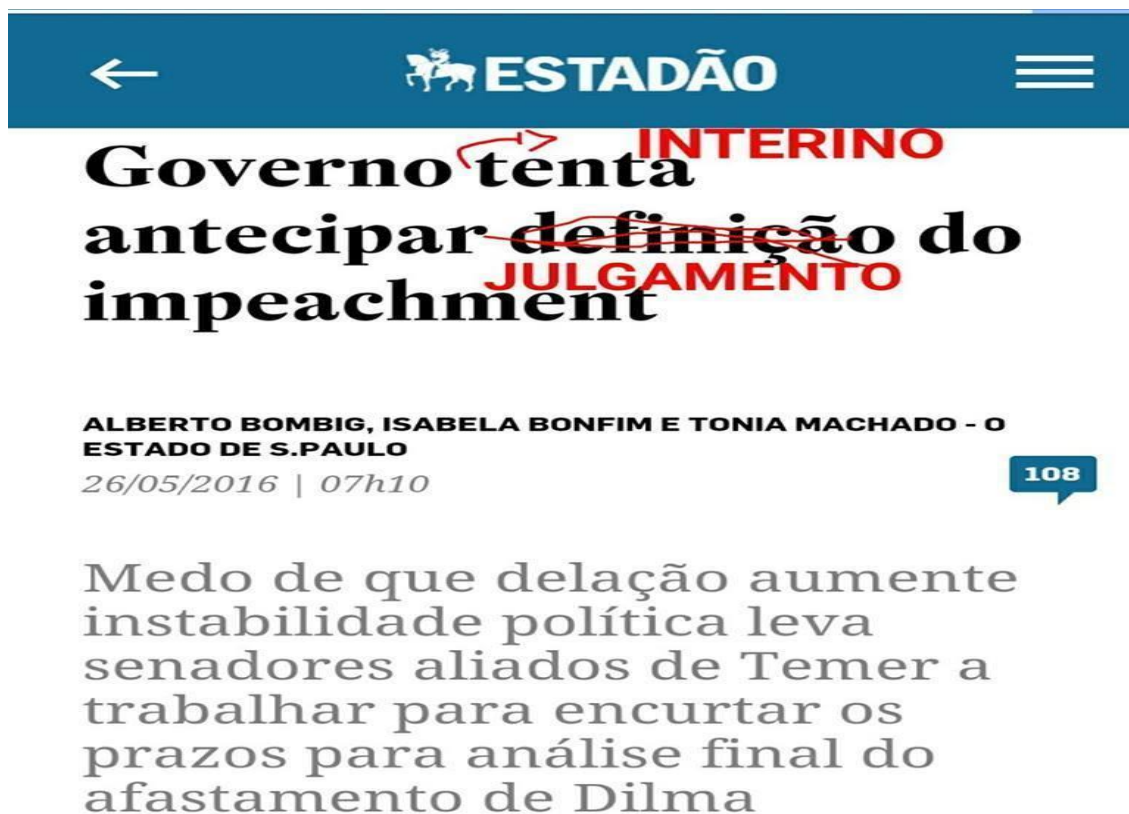 ESTADÃO
INTERINO
Governo tenta
antecipar definição do
JULGAMENTO
impeachment
ALBERTO BOMBIG, ISABELA BONFIM E TONIA MACHADO - O
ESTADO DE S.PAULO
26/05/2016 | 07h10
108
Medo de que delação aumente
instabilidade política leva
senadores aliados de Temer a
trabalhar para encurtar os
prazos para análise final do
afastamento de Dilma